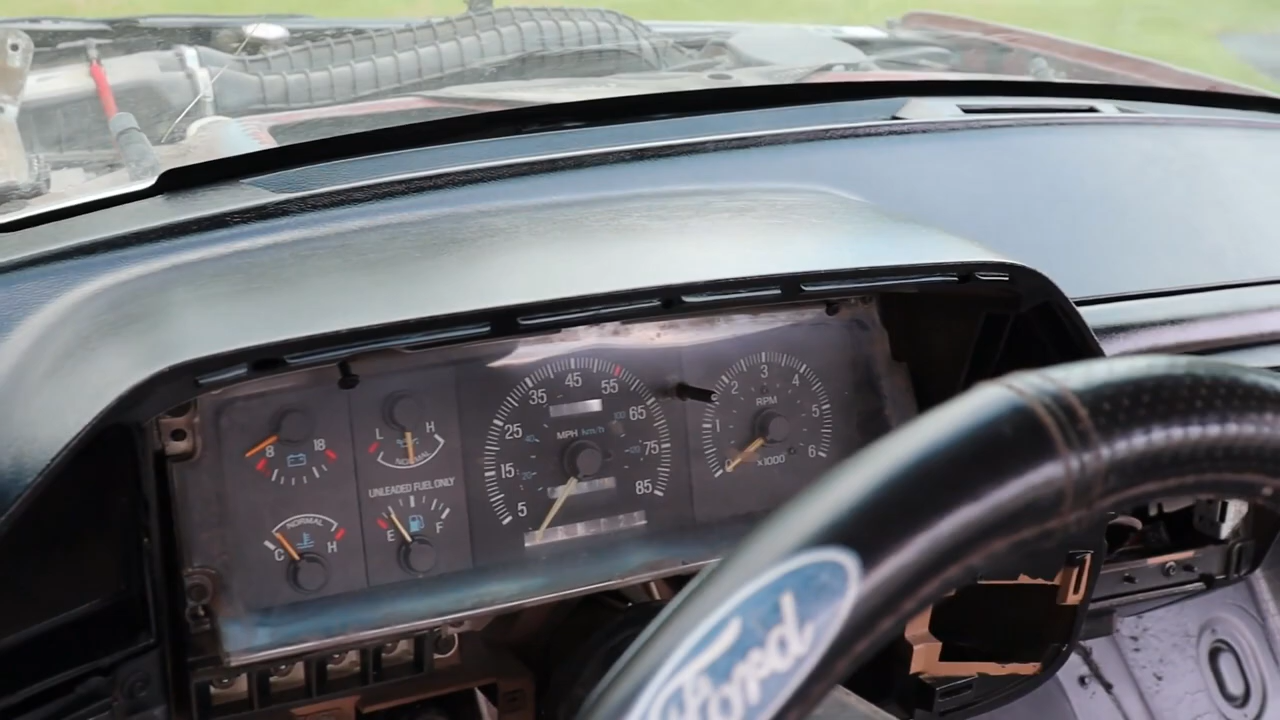 8 18
L H
NORMAL
UNLEADED FUEL ONLY
NORMAL
C H
E F
5 15 25 35 45 55 65 75 85
MPH km/h
0 1 2 3 4 5 6
RPM
x1000
Ford